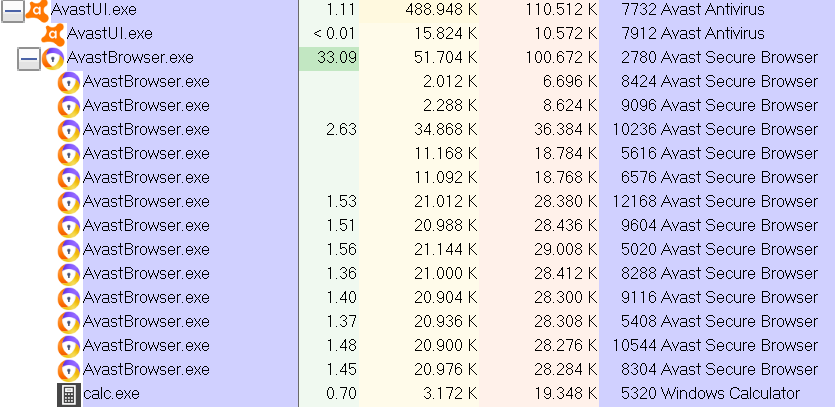 AvastUI.exe 1.11 488.948 K 110.512 K 7732 Avast Antivirus
AvastUI.exe < 0.01 15.824 K 10.572 K 7912 Avast Antivirus
AvastBrowser.exe 33.09 51.704 K 100.672 K 2780 Avast Secure Browser
AvastBrowser.exe 2.012 K 6.696 K 8424 Avast Secure Browser
AvastBrowser.exe 2.288 K 8.624 K 9096 Avast Secure Browser
AvastBrowser.exe 2.63 34.868 K 36.384 K 10236 Avast Secure Browser
AvastBrowser.exe 11.168 K 18.784 K 5616 Avast Secure Browser
AvastBrowser.exe 11.092 K 18.768 K 6576 Avast Secure Browser
AvastBrowser.exe 1.53 21.012 K 28.380 K 12168 Avast Secure Browser
AvastBrowser.exe 1.51 20.988 K 28.436 K 9604 Avast Secure Browser
AvastBrowser.exe 1.56 21.144 K 29.008 K 5020 Avast Secure Browser
AvastBrowser.exe 1.36 21.000 K 28.412 K 8288 Avast Secure Browser
AvastBrowser.exe 1.40 20.904 K 28.300 K 9116 Avast Secure Browser
AvastBrowser.exe 1.37 20.936 K 28.308 K 5408 Avast Secure Browser
AvastBrowser.exe 1.48 20.900 K 28.276 K 10544 Avast Secure Browser
AvastBrowser.exe 1.45 20.976 K 28.284 K 8304 Avast Secure Browser
calc.exe 0.70 3.172 K 19.348 K 5320 Windows Calculator